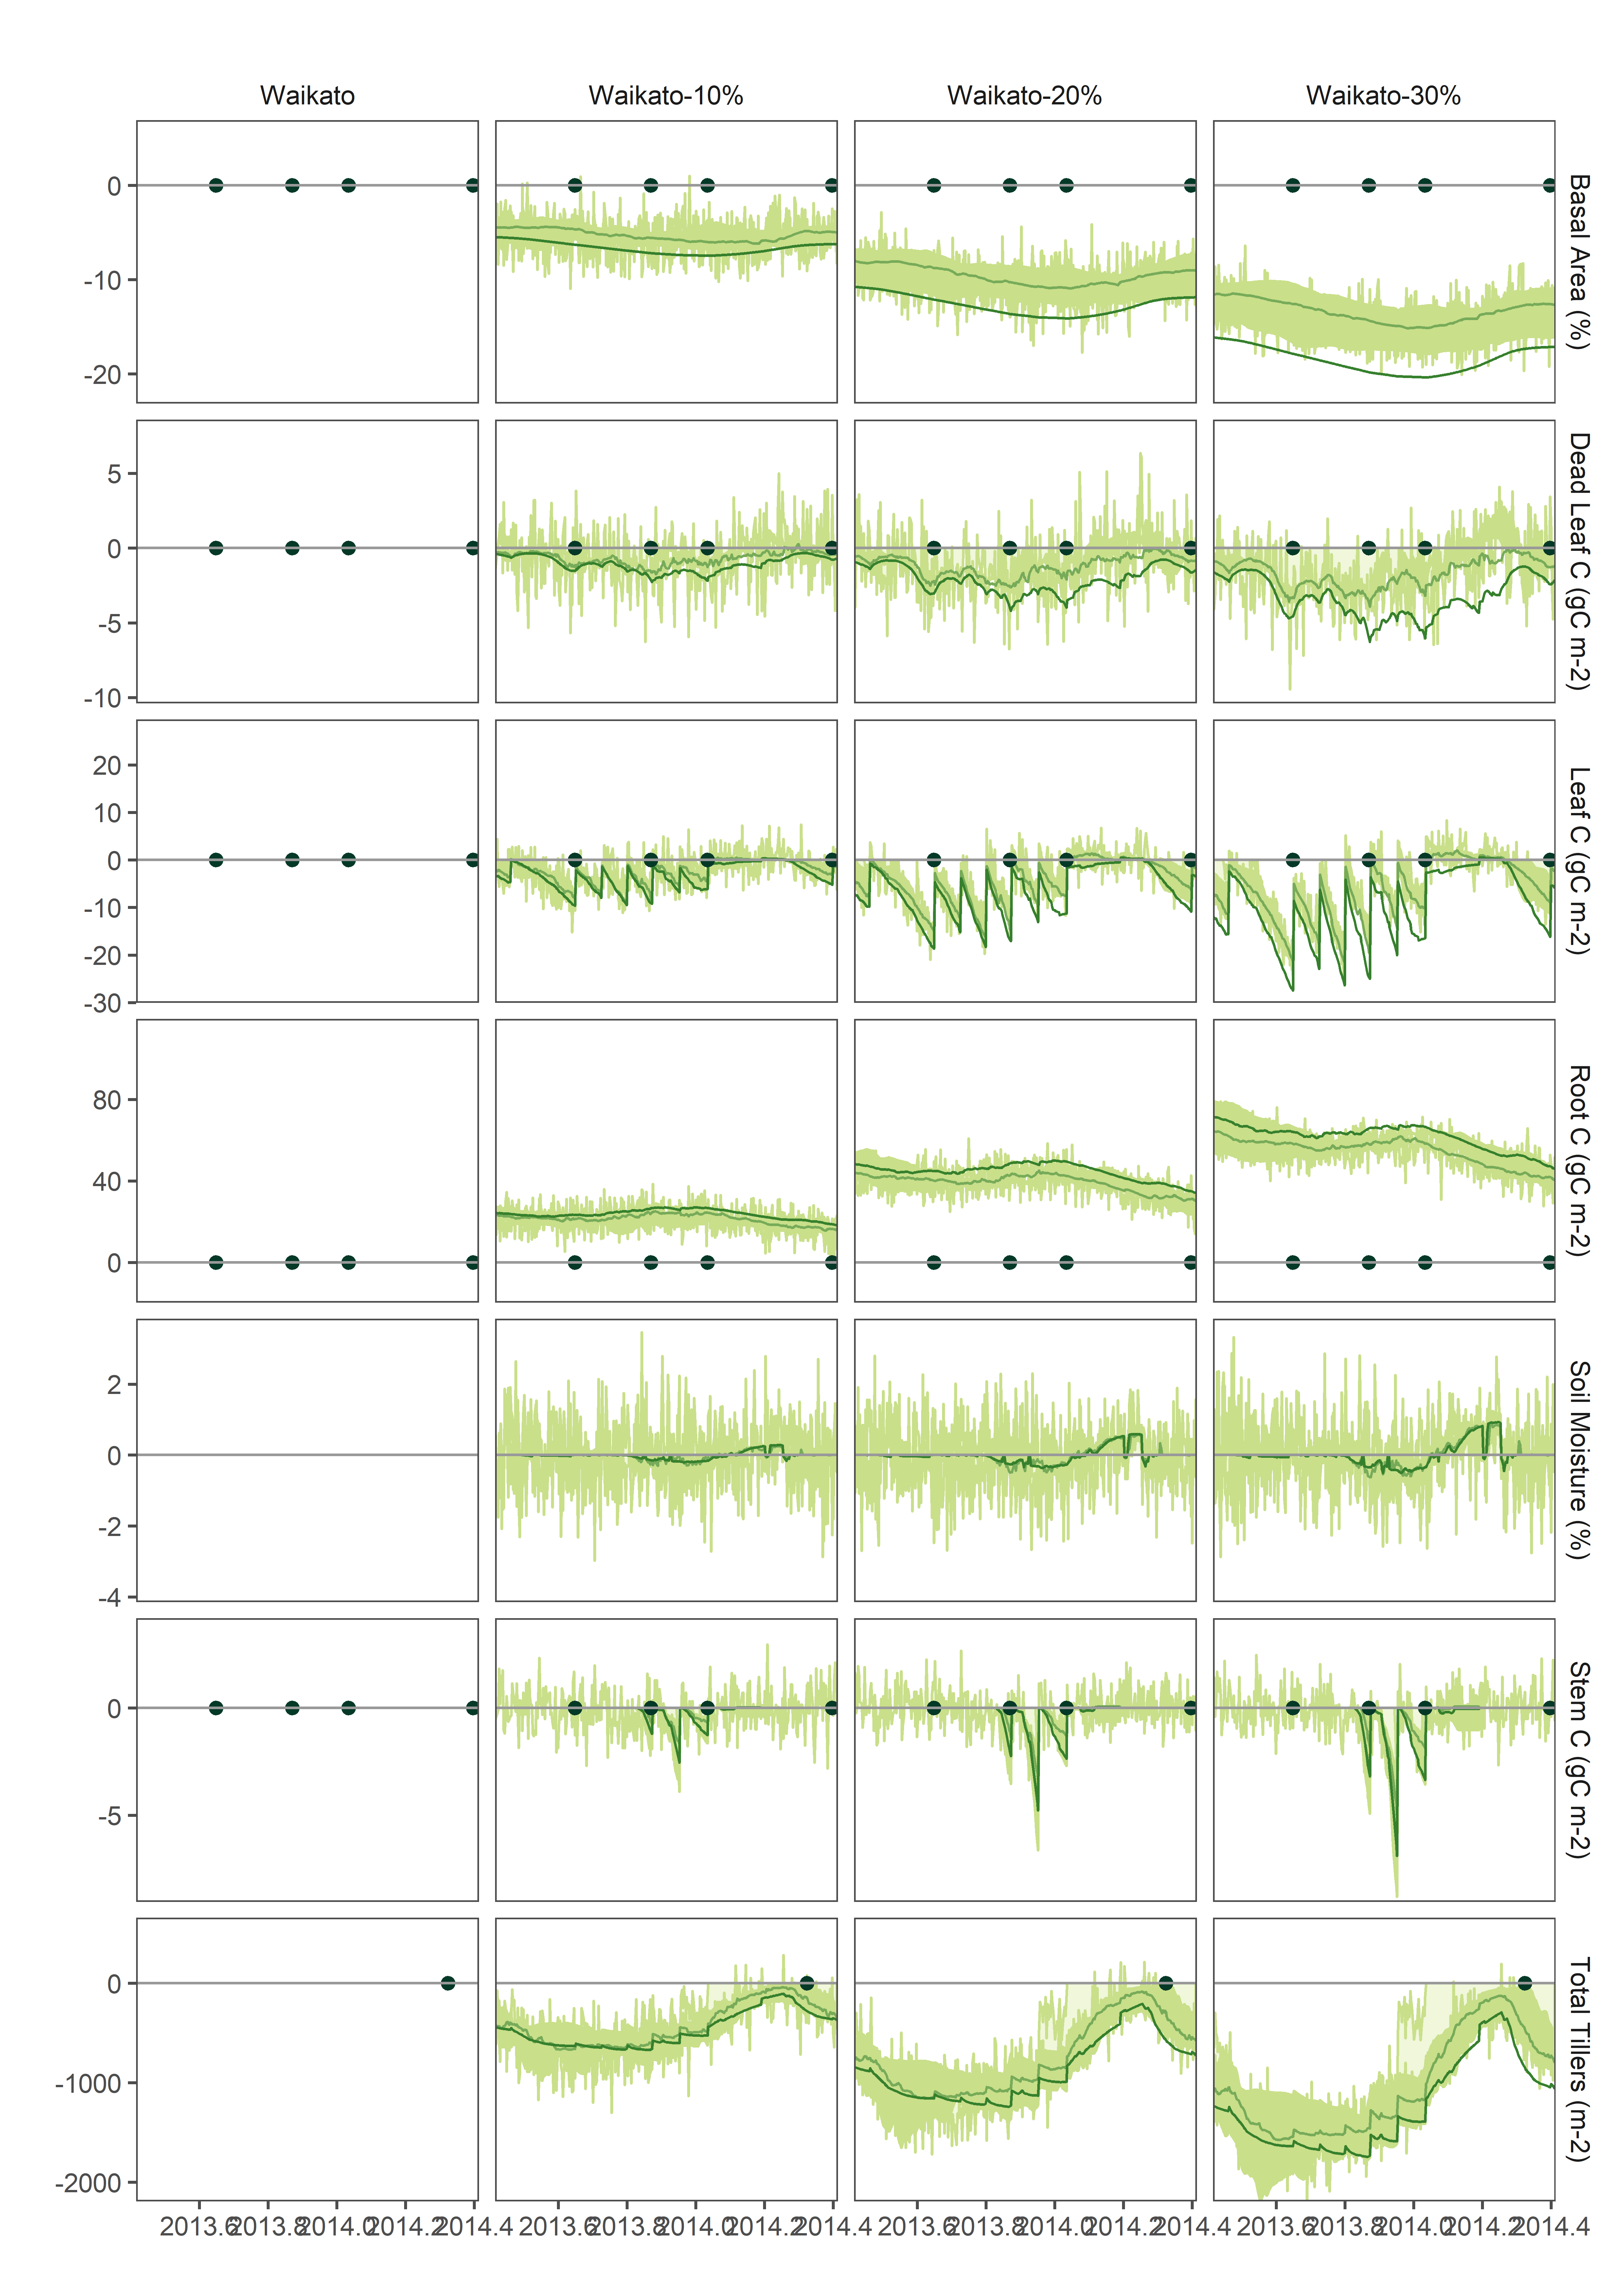 Waikato Waikato-10% Waikato-20% Waikato-30%
0
-10
-20
Basal Area (%)
5
0
-5
-10
Dead Leaf C (gC m-2)
20
10
0
-10
-20
-30
Leaf C (gC m-2)
80
40
0
Root C (gC m-2)
2
0
-2
-4
Soil Moisture (%)
0
-5
Stem C (gC m-2)
0
-1000
-2000
Total Tillers (m-2)
2013.6 2013.8 2014.0 2014.2 2014.4 2013.6 2013.8 2014.0 2014.2 2014.4 2013.6 2013.8 2014.0 2014.2 2014.4 2013.6 2013.8 2014.0 2014.2 2014.4